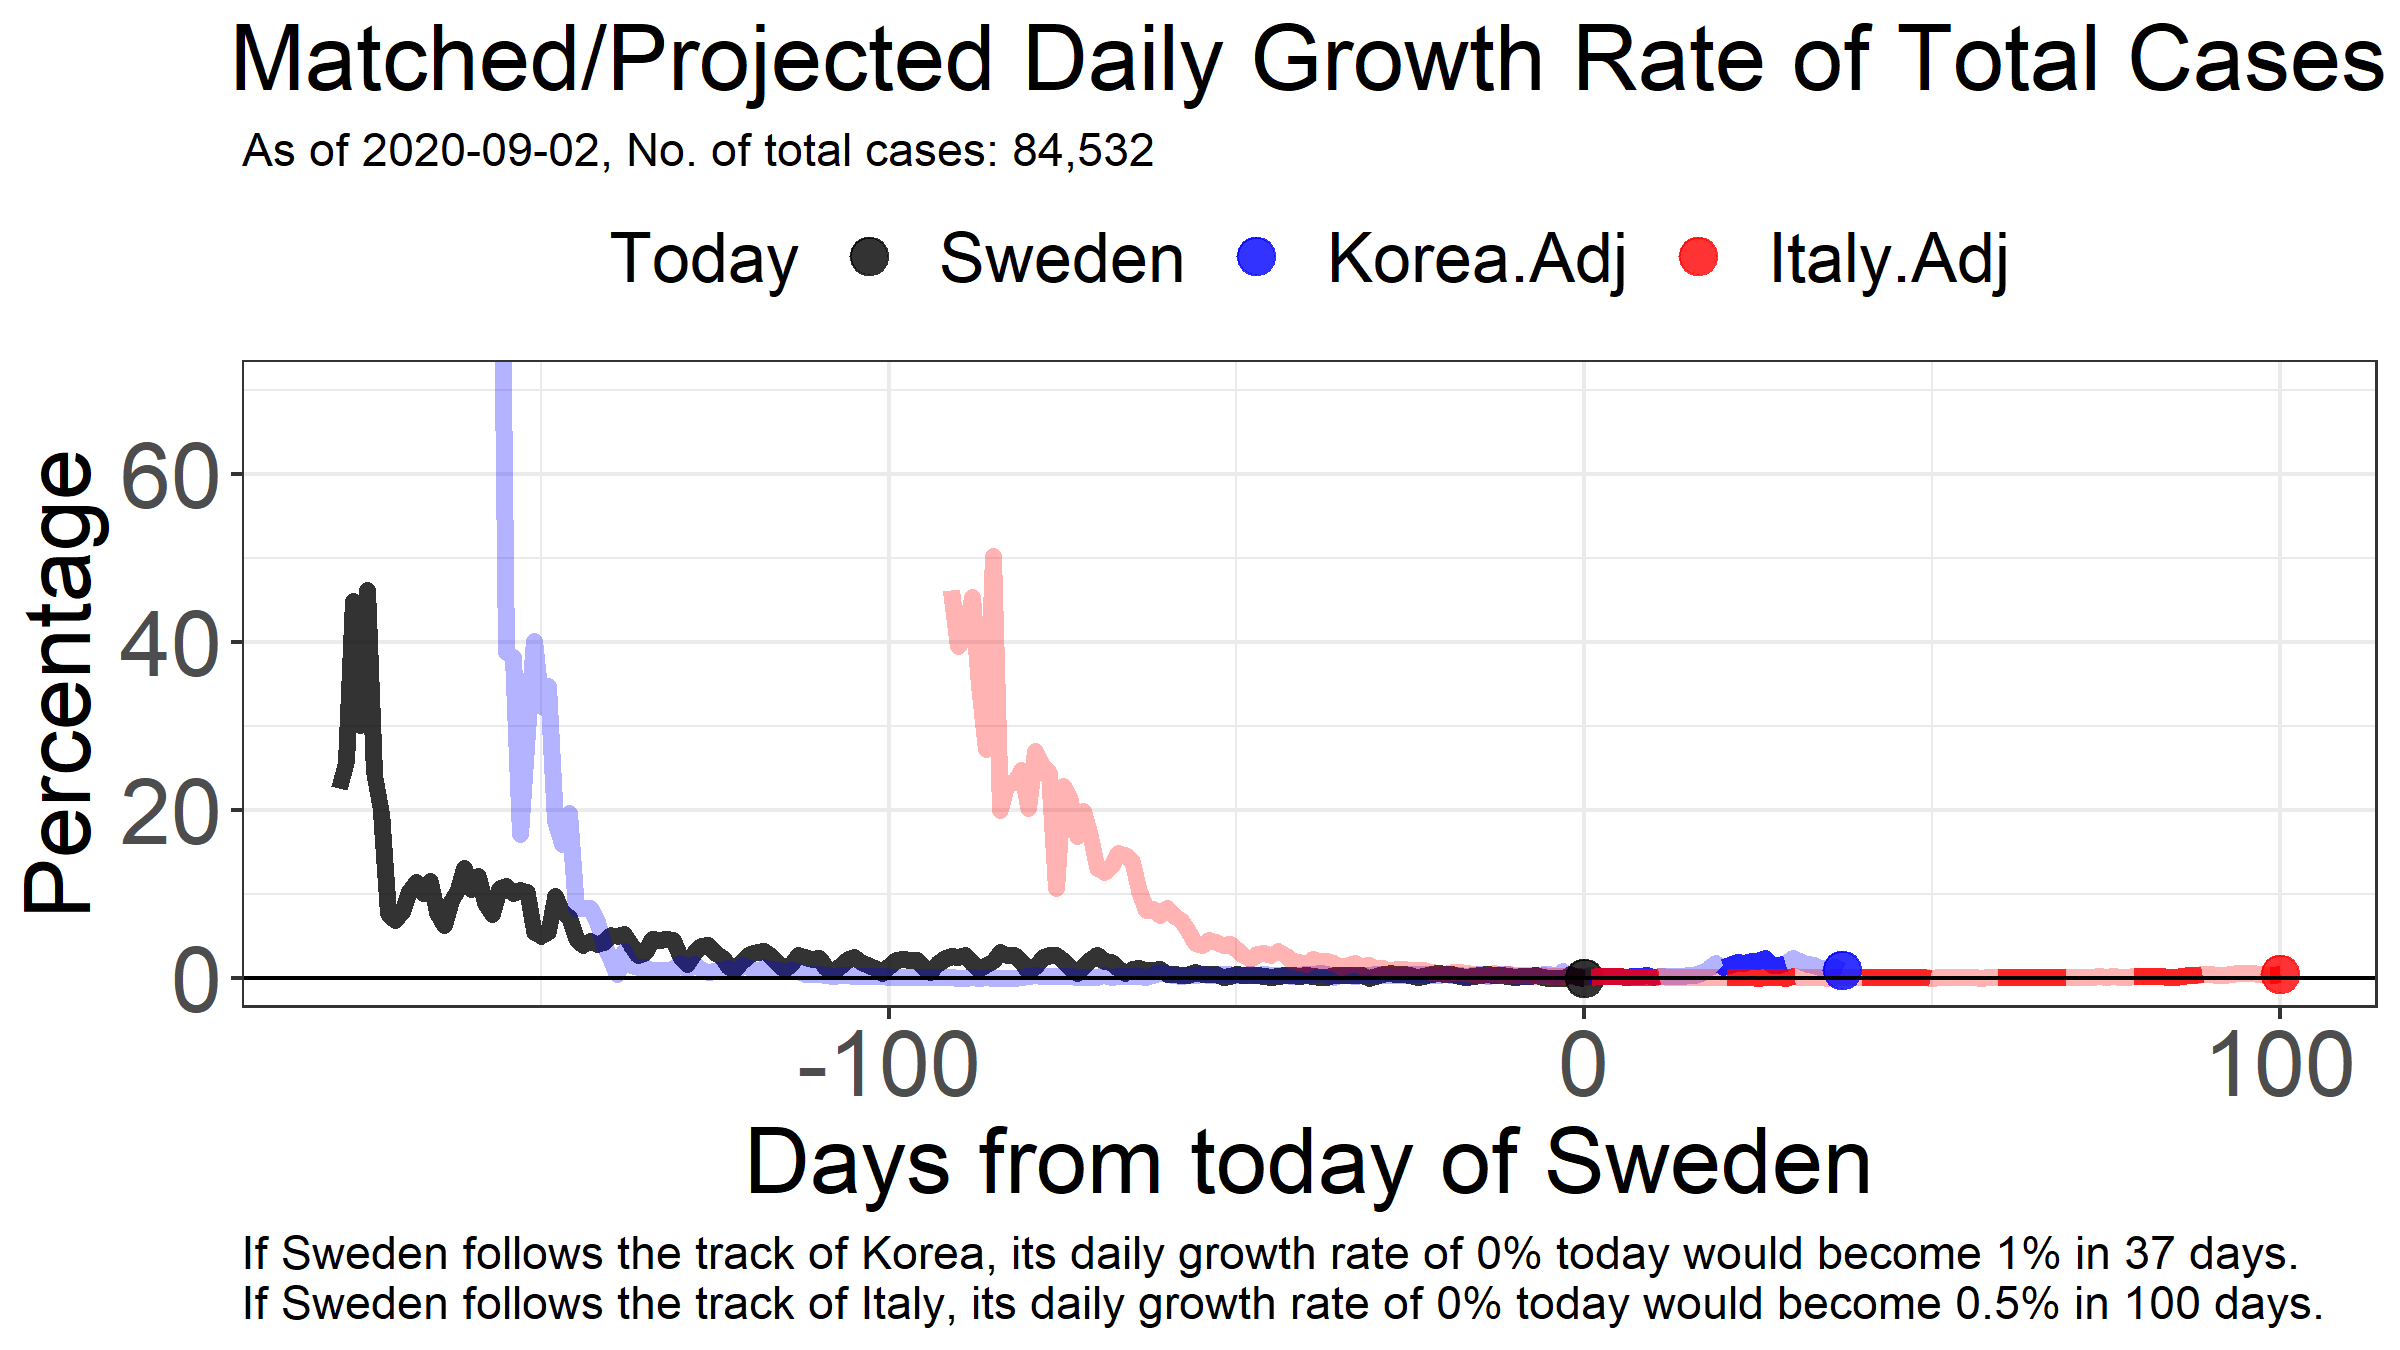 Matched/Projected Daily Growth Rate of Total Cases
As of 2020-09-02, No. of total cases: 84,532
Today Sweden Korea.Adj Italy.Adj
Percentage
60
40
20
0
-100 0 100
Days from today of Sweden
If Sweden follows the track of Korea, its daily growth rate of 0% today would become 1% in 37 days.
If Sweden follows the track of Italy, its daily growth rate of 0% today would become 0.5% in 100 days.